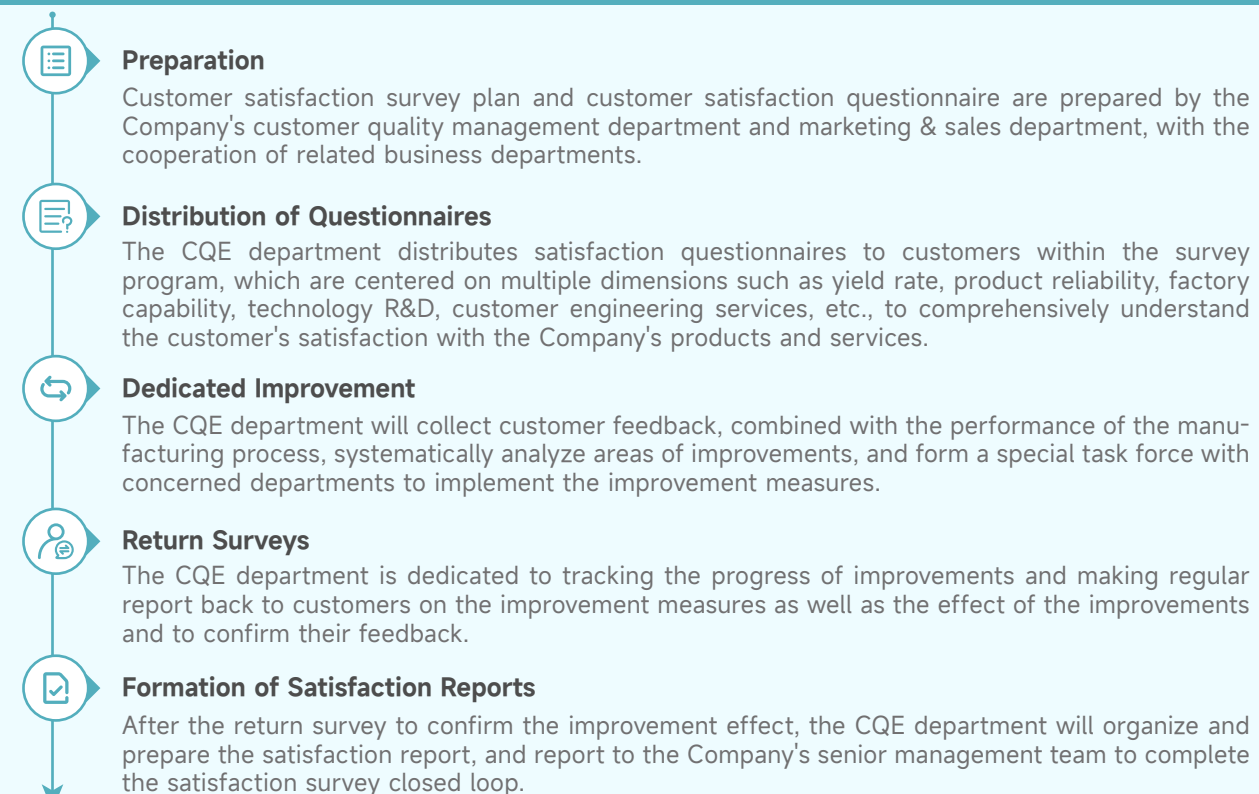 Preparation
Customer satisfaction survey plan and customer satisfaction questionnaire are prepared by the
Company's customer quality management department and marketing & sales department, with the
cooperation of related business departments.
Distribution of Questionnaires
The CQE department distributes satisfaction questionnaires to customers within the survey
program, which are centered on multiple dimensions such as yield rate, product reliability, factory
capability, technology R&D, customer engineering services, etc., to comprehensively understand
the customer's satisfaction with the Company's products and services.
Dedicated Improvement
The CQE department will collect customer feedback, combined with the performance of the manu-
facturing process, systematically analyze areas of improvements, and form a special task force with
concerned departments to implement the improvement measures.
Return Surveys
The CQE department is dedicated to tracking the progress of improvements and making regular
report back to customers on the improvement measures as well as the effect of the improvements
and to confirm their feedback.
Formation of Satisfaction Reports
After the return survey to confirm the improvement effect, the CQE department will organize and
prepare the satisfaction report, and report to the Company's senior management team to complete
the satisfaction survey closed loop.